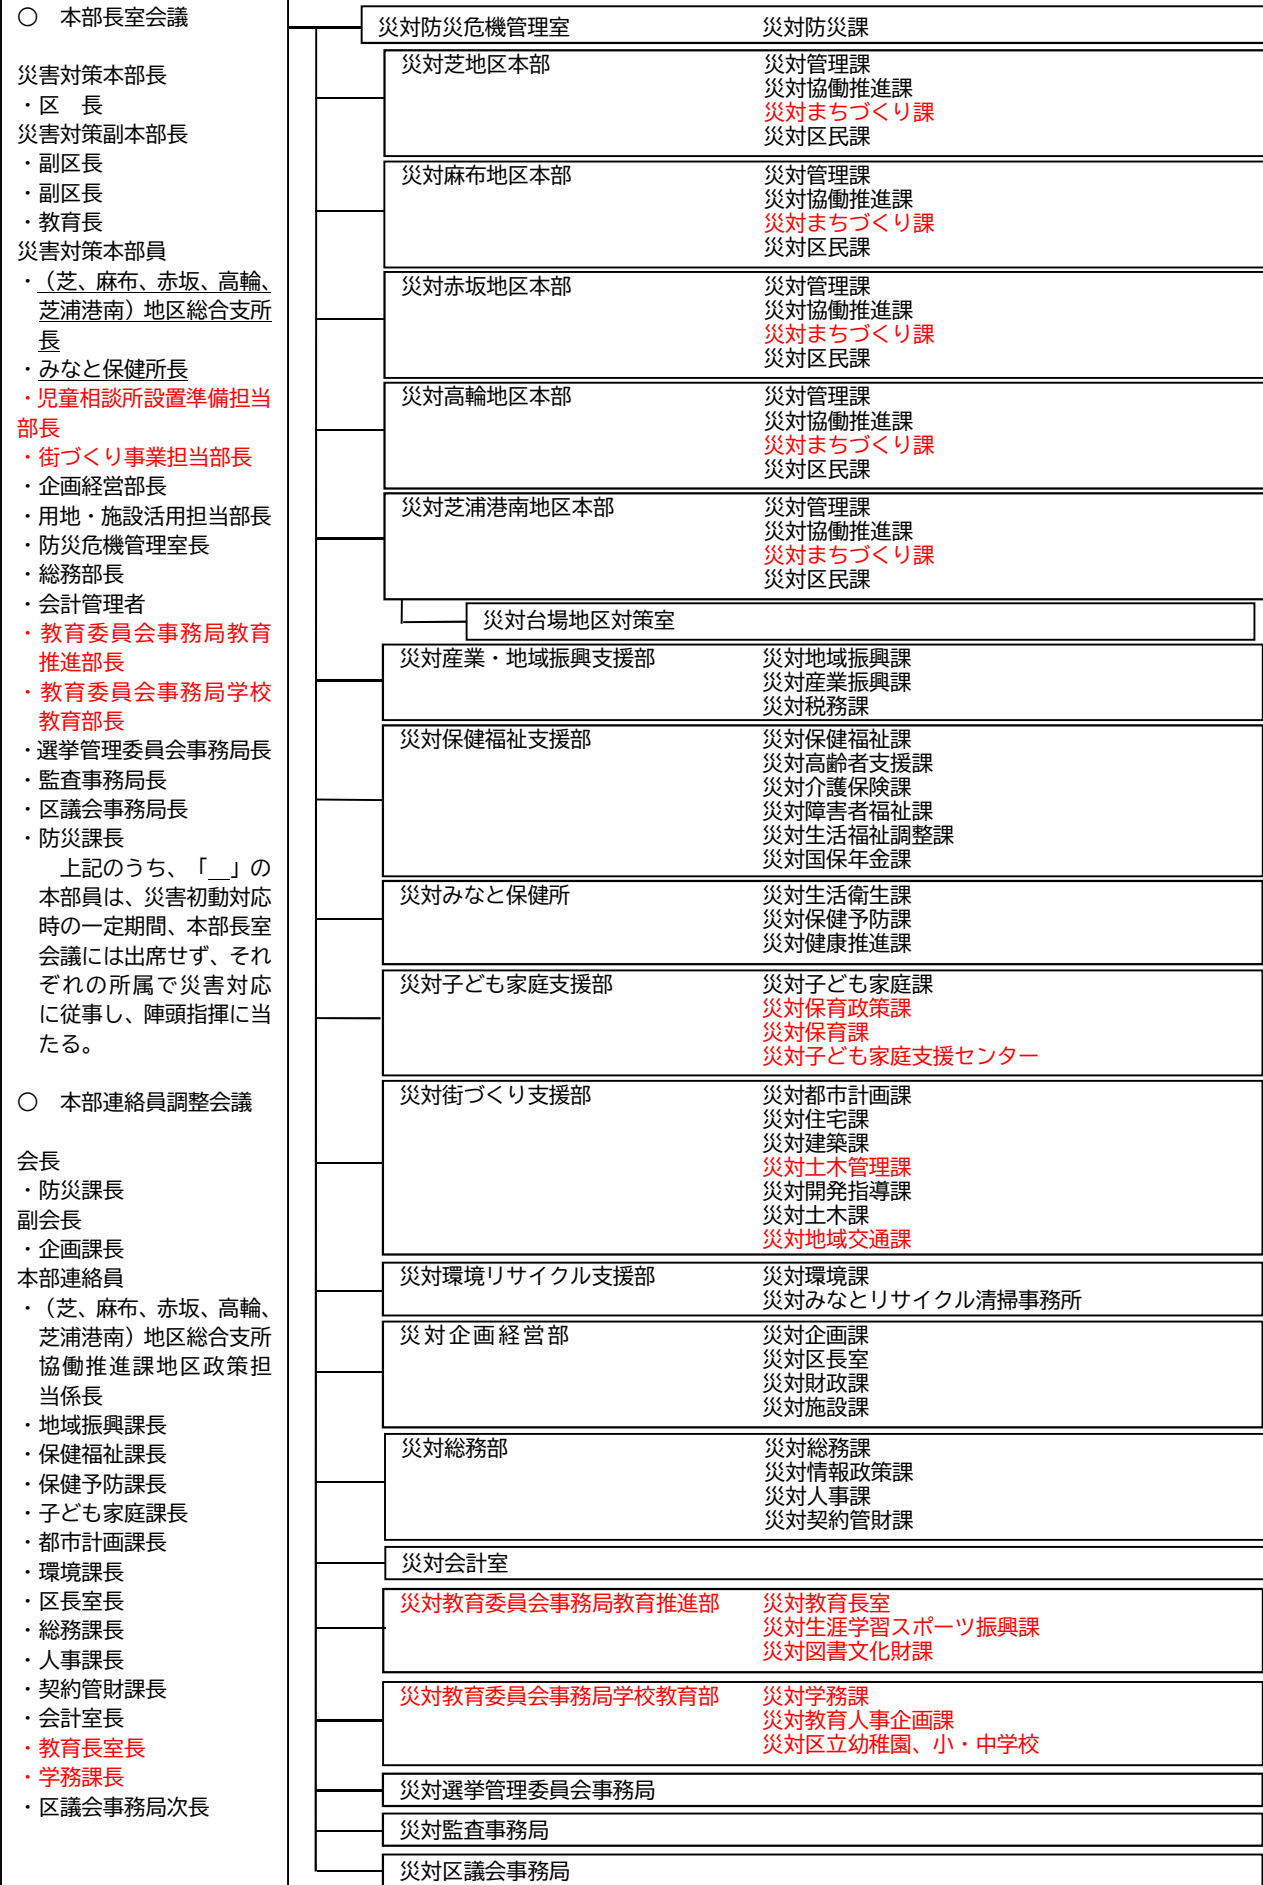 〇　本部長室会議
災害対策本部長
・区　長
災害対策副本部長
・副区長
・副区長
・教育長
災害対策本部員
・（芝、麻布、赤坂、高輪、
芝浦港南）地区総合支所
長
・みなと保健所長
・児童相談所設置準備担当
部長
・街づくり事業担当部長
・企画経営部長
・用地・施設活用担当部長
・防災危機管理室長
・総務部長
・会計管理者
・教育委員会事務局教育
推進部長
・教育委員会事務局学校
教育部長
・選挙管理委員会事務局長
・監査事務局長
・区議会事務局長
・防災課長
上記のうち、「＿」の
本部員は、災害初動対応
時の一定期間、本部長室
会議には出席せず、それ
ぞれの所属で災害対応
に従事し、陣頭指揮に当
たる。
〇　本部連絡員調整会議
会長
・防災課長
副会長
・企画課長
本部連絡員
・（芝、麻布、赤坂、高輪、
芝浦港南）地区総合支所
協働推進課地区政策担
当係長
・地域振興課長
・保健福祉課長
・保健予防課長
・子ども家庭課長
・都市計画課長
・環境課長
・区長室長
・総務課長
・人事課長
・契約管財課長
・会計室長
・教育長室長
・学務課長
・区議会事務局次長
災対防災危機管理室　災対防災課
災対芝地区本部　災対管理課
災対協働推進課
災対まちづくり課
災対区民課
災対麻布地区本部　災対管理課
災対協働推進課
災対まちづくり課
災対区民課
災対赤坂地区本部　災対管理課
災対協働推進課
災対まちづくり課
災対区民課
災対高輪地区本部　災対管理課
災対協働推進課
災対まちづくり課
災対区民課
災対芝浦港南地区本部　災対管理課
災対協働推進課
災対まちづくり課
災対区民課
災対台場地区対策室
災対産業・地域振興支援部　災対地域振興課
災対産業振興課
災対税務課
災対保健福祉支援部　災対保健福祉課
災対高齢者支援課
災対介護保険課
災対障害者福祉課
災対生活福祉調整課
災対国保年金課
災対みなと保健所　災対生活衛生課
災対保健予防課
災対健康推進課
災対子ども家庭支援部　災対子ども家庭課
災対保育政策課
災対保育課
災対子ども家庭支援センター
災対街づくり支援部　災対都市計画課
災対住宅課
災対建築課
災対土木管理課
災対開発指導課
災対土木課
災対地域交通課
災対環境リサイクル支援部　災対環境課
災対みなとリサイクル清掃事務所
災対企画経営部　災対企画課
災対区長室
災対財政課
災対施設課
災対総務部　災対総務課
災対情報政策課
災対人事課
災対契約管財課
災対会計室
災対教育委員会事務局教育推進部　災対教育長室
災対生涯学習スポーツ振興課
災対図書文化財課
災対教育委員会事務局学校教育部　災対学務課
災対教育人事企画課
災対区立幼稚園、小・中学校
災対選挙管理委員会事務局
災対監査事務局
災対区議会事務局